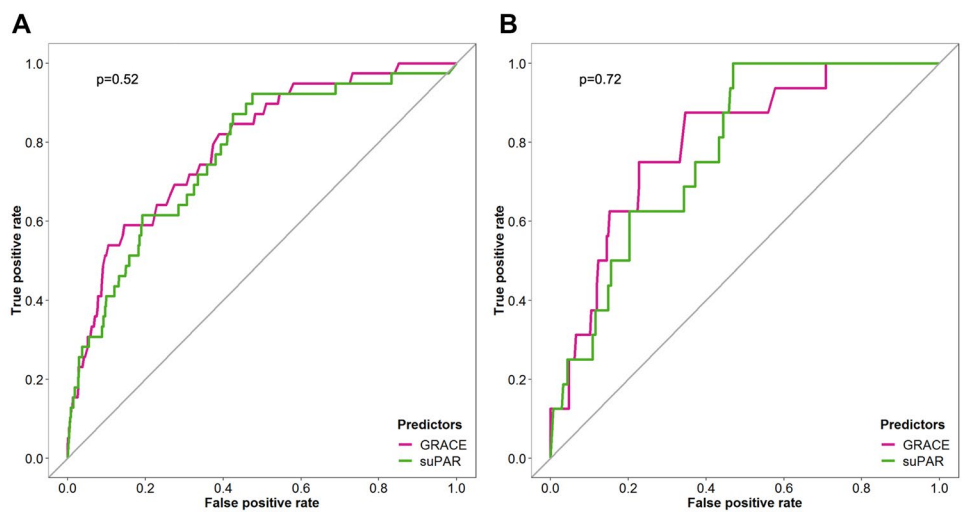 A
p=0.52
True positive rate
1.0
0.8
0.6
0.4
0.2
0.0
0.0 0.2 0.4 0.6 0.8 1.0
False positive rate
Predictors
GRACE
suPAR
B
p=0.72
True positive rate
1.0
0.8
0.6
0.4
0.2
0.0
0.0 0.2 0.4 0.6 0.8 1.0
False positive rate
Predictors
GRACE
suPAR